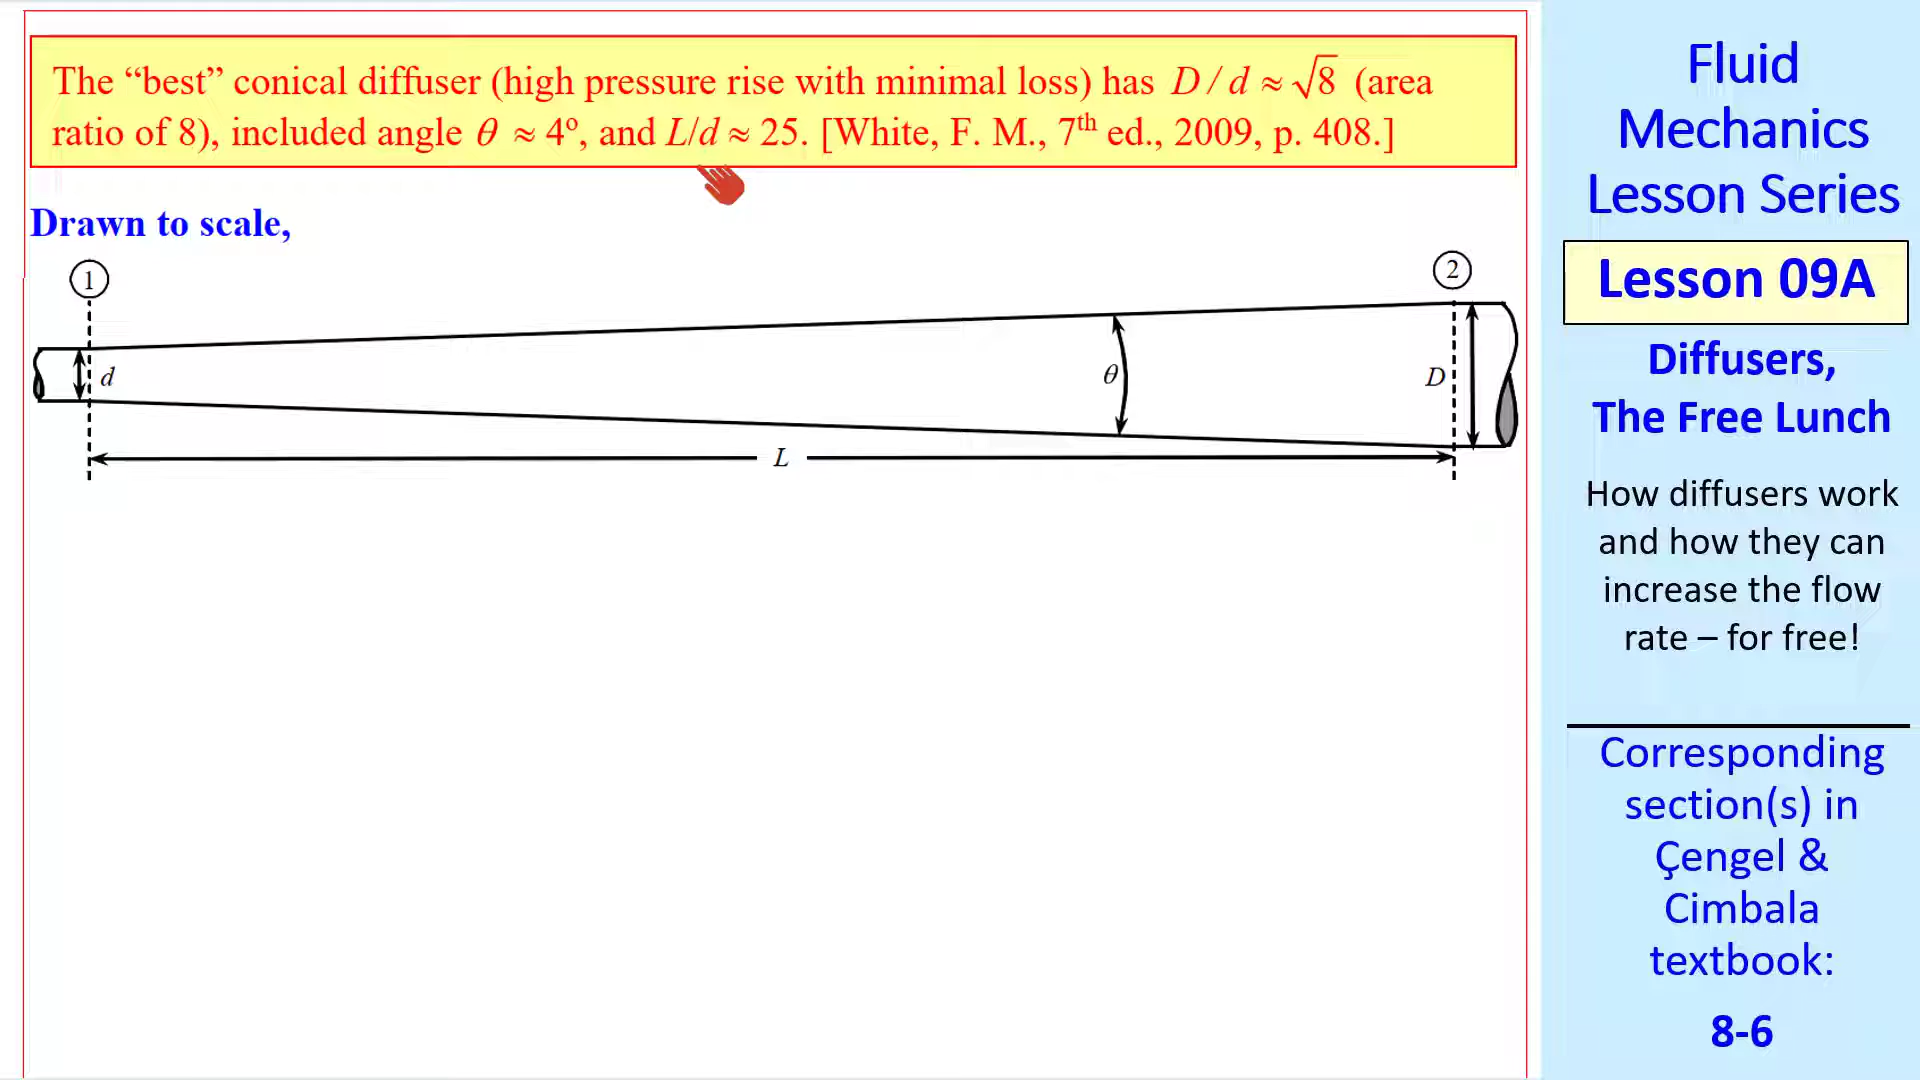 The “best” conical diffuser (high pressure rise with minimal loss) has D / d ≈ √8 (area
ratio of 8), included angle θ ≈ 4º, and L/d ≈ 25. [White, F. M., 7th ed., 2009, p. 408.]
Drawn to scale,
1
2
d
θ
D
L
Fluid
Mechanics
Lesson Series
Lesson 09A
Diffusers,
The Free Lunch
How diffusers work
and how they can
increase the flow
rate – for free!
Corresponding
section(s) in
Çengel &
Cimbala
textbook:
8-6